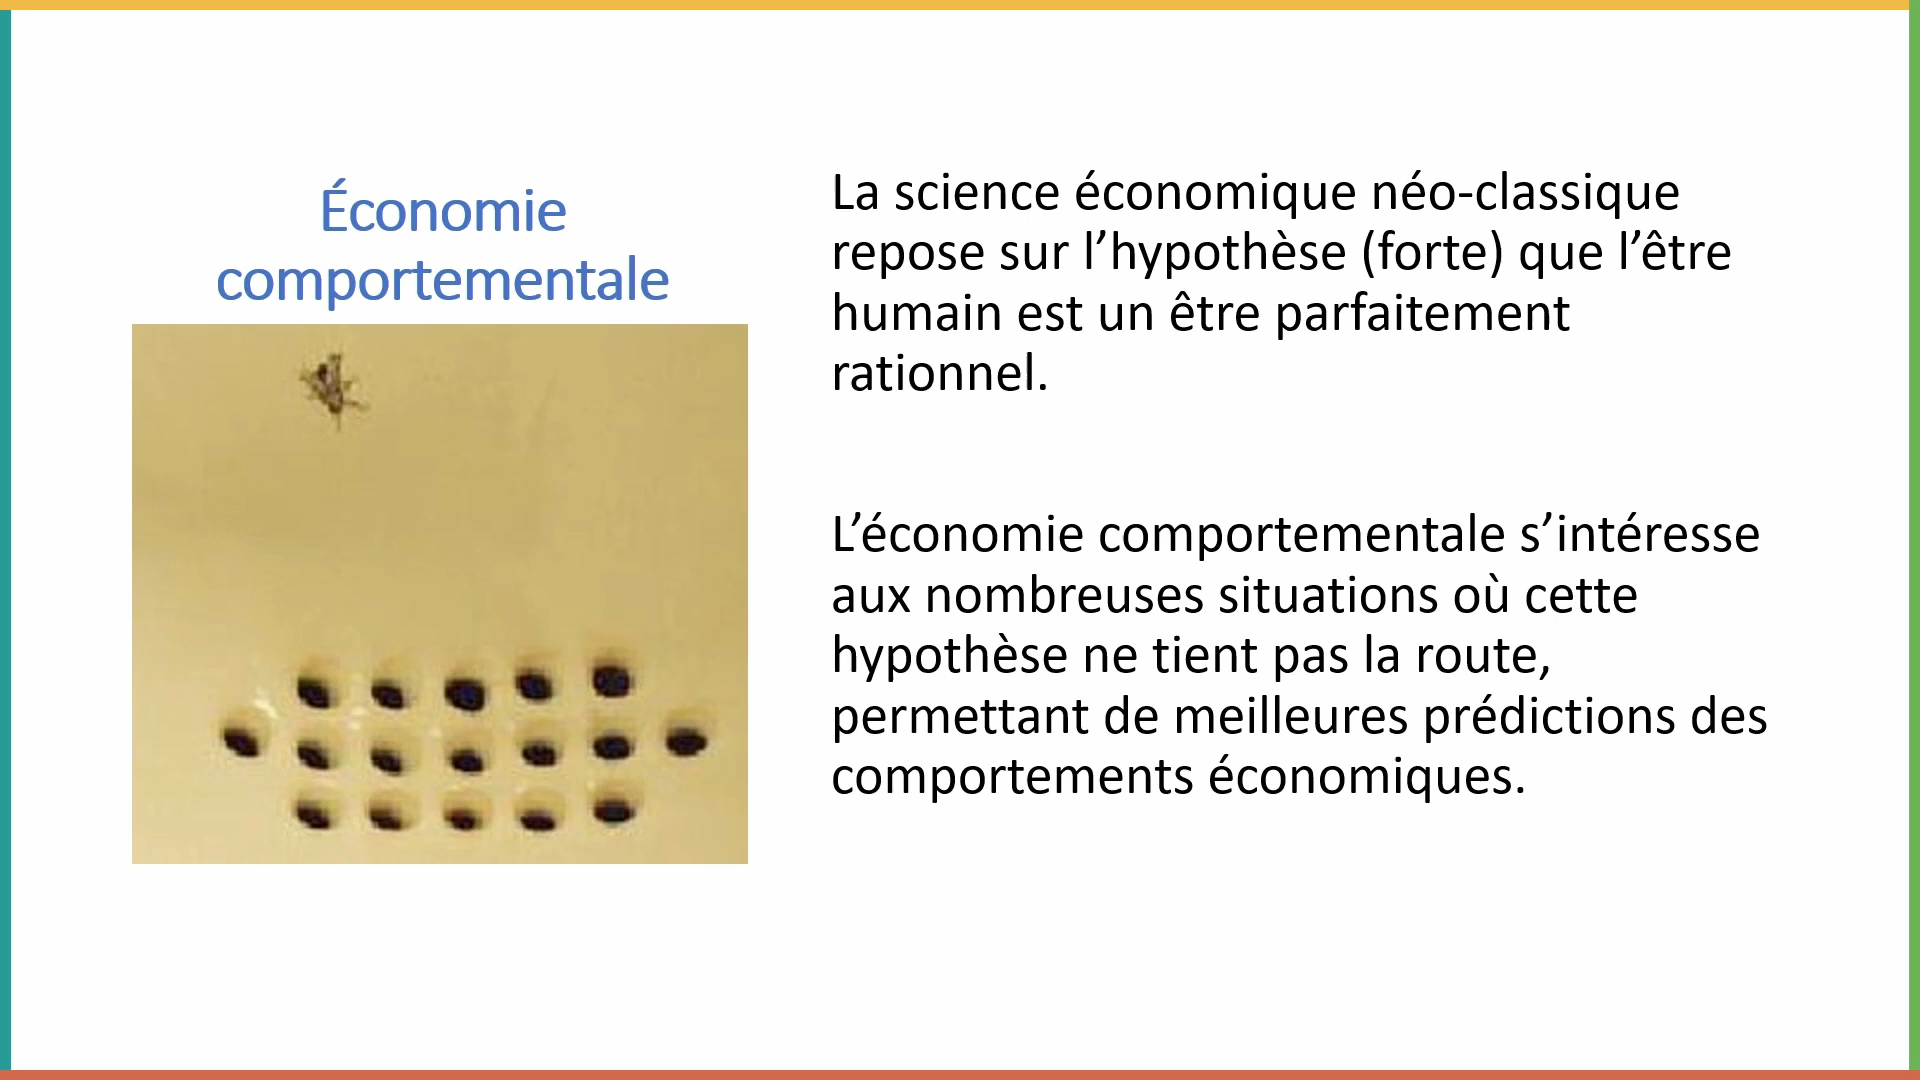 Économie
comportementale
La science économique néo-classique
repose sur l’hypothèse (forte) que l’être
humain est un être parfaitement
rationnel.
L’économie comportementale s’intéresse
aux nombreuses situations où cette
hypothèse ne tient pas la route,
permettant de meilleures prédictions des
comportements économiques.